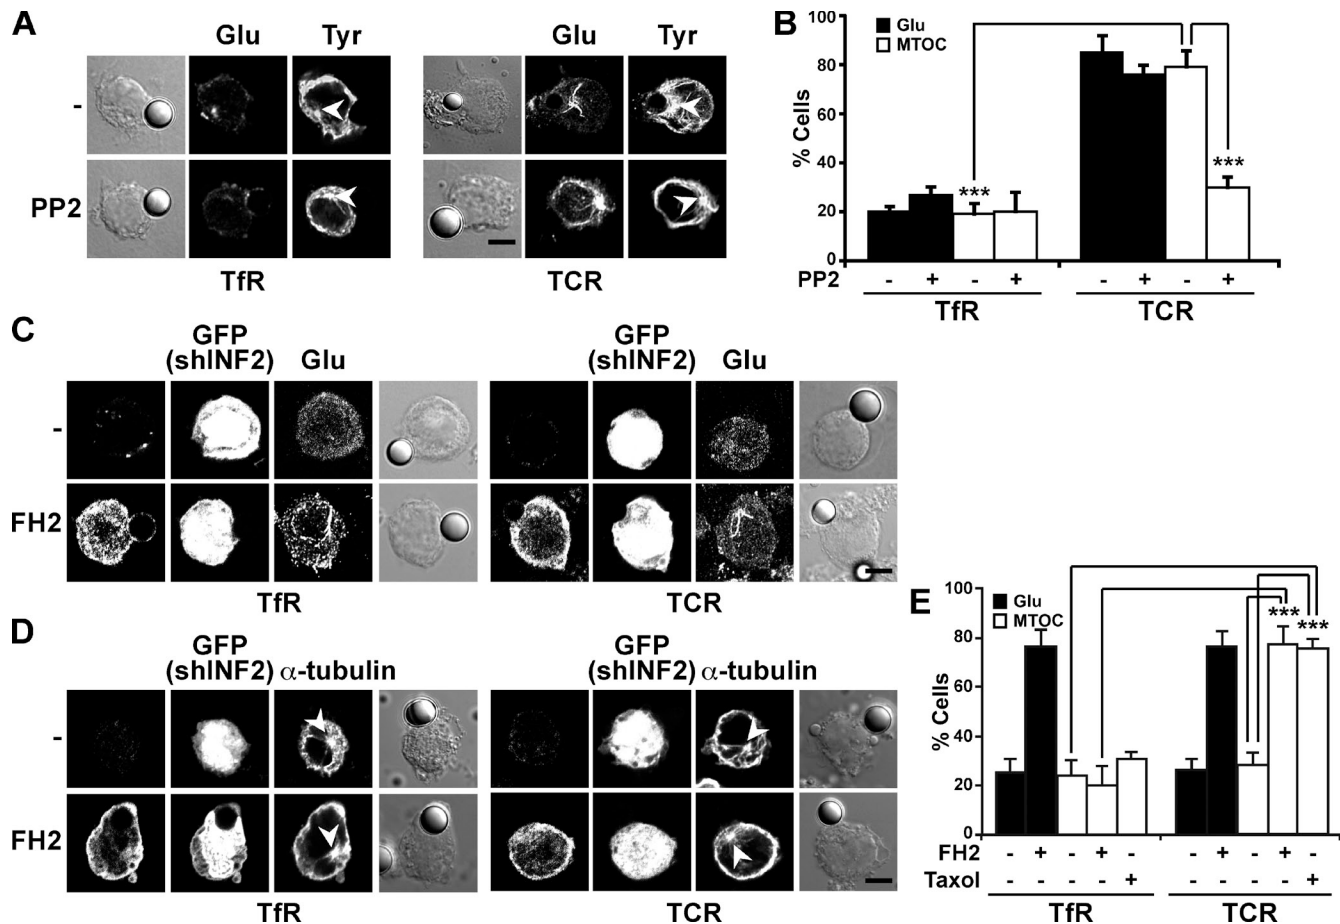 A
Glu Tyr Glu Tyr
-
PP2
TfR TCR
B
100
80
60
40
20
0
% Cells
Glu
MTOC
***
***
PP2 - + - + - + - +
TfR TCR
C
GFP GFP
(shINF2) Glu (shINF2) Glu
-
FH2
TfR TCR
D
GFP GFP
(shINF2) α-tubulin (shINF2) α-tubulin
-
FH2
TfR TCR
E
100
80
60
40
20
0
% Cells
Glu
MTOC
***
***
FH2 - + - + - - + - + -
Taxol - - - - + - - - - +
TfR TCR